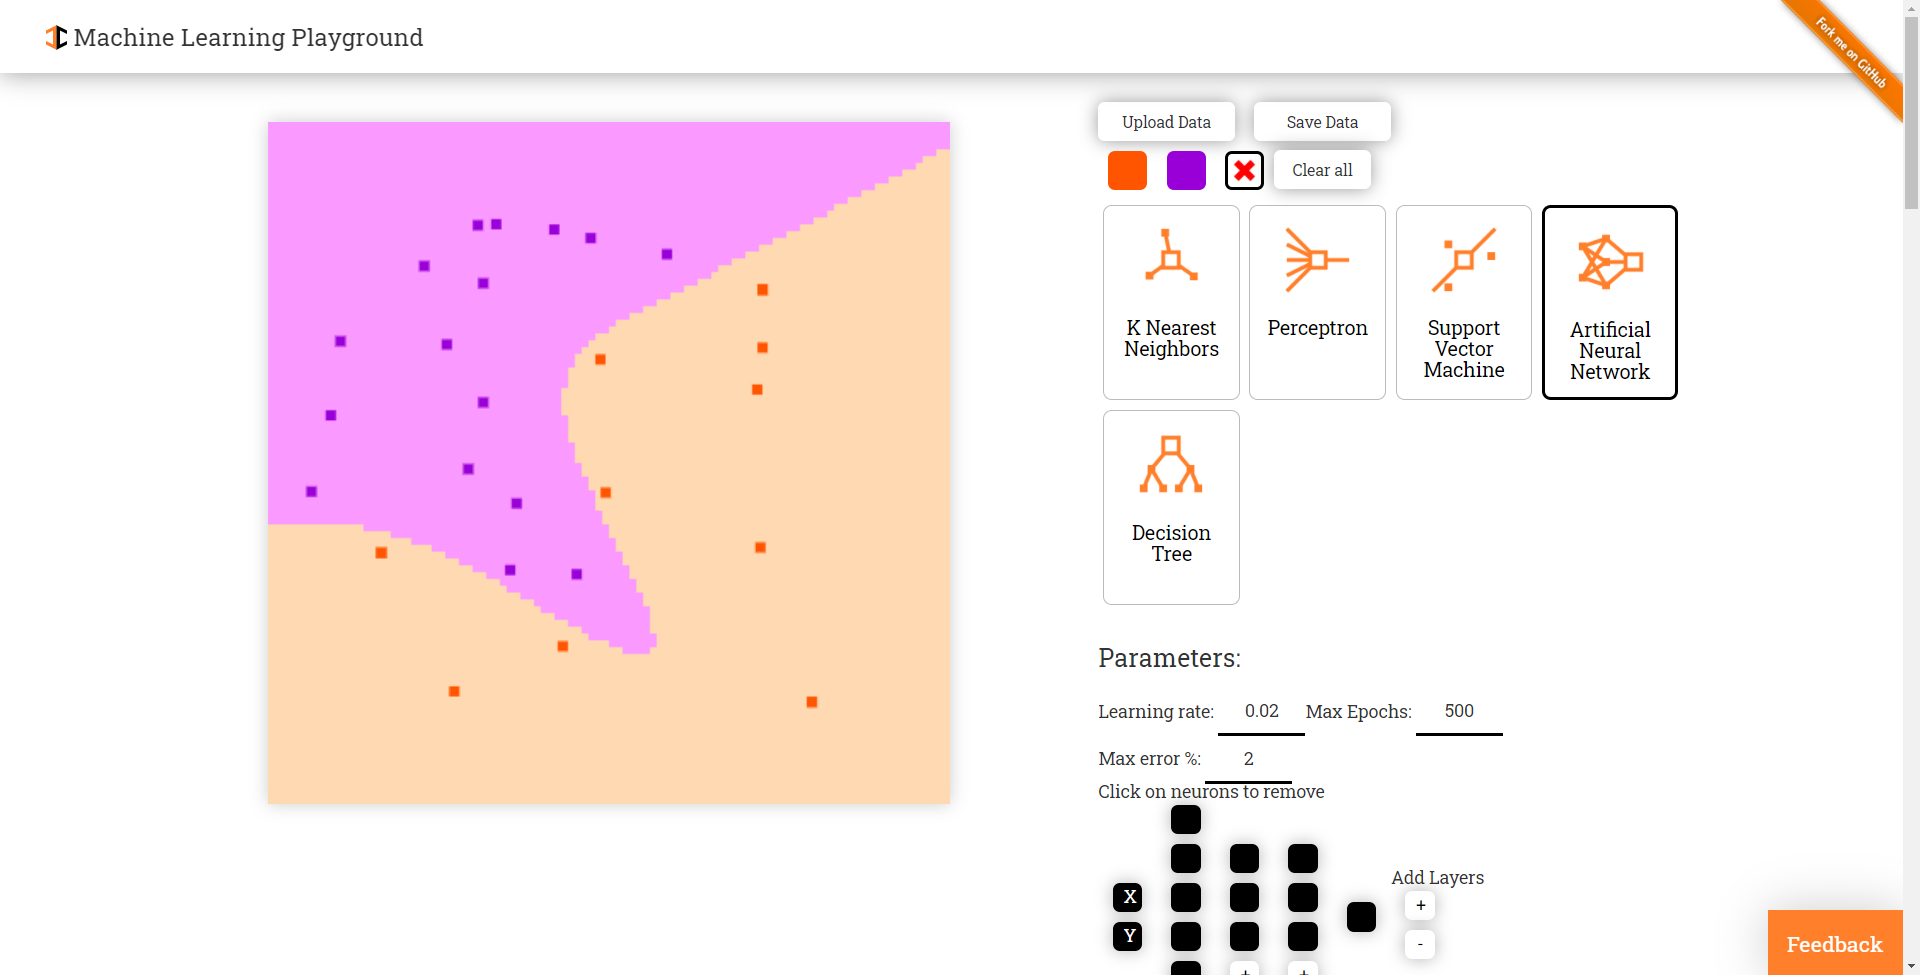 Machine Learning Playground
Fork me on GitHub
Upload Data
Save Data
Clear all
K Nearest
Neighbors
Perceptron
Support
Vector
Machine
Artificial
Neural
Network
Decision
Tree
Parameters:
Learning rate: 0.02 Max Epochs: 500
Max error %: 2
Click on neurons to remove
X
Y
Add Layers
+
-
+ +
Feedback